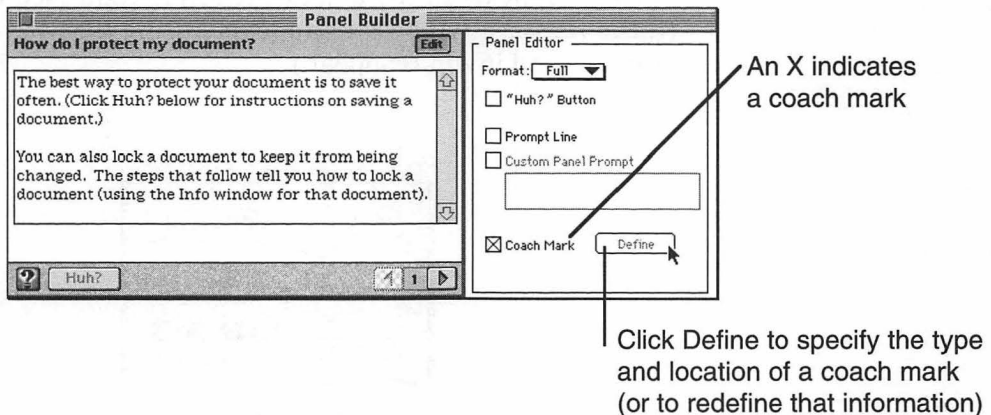 Panel Builder
How do I protect my document?
Edit
The best way to protect your document is to save it
often. (Click Huh? below for instructions on saving a
document.)
You can also lock a document to keep it from being
changed. The steps that follow tell you how to lock a
document (using the Info window for that document).
? Huh?
1
Panel Editor
Format: Full
"Huh?" Button
Prompt Line
Custom Panel Prompt
Coach Mark
Define
An X indicates
a coach mark
Click Define to specify the type
and location of a coach mark
(or to redefine that information)